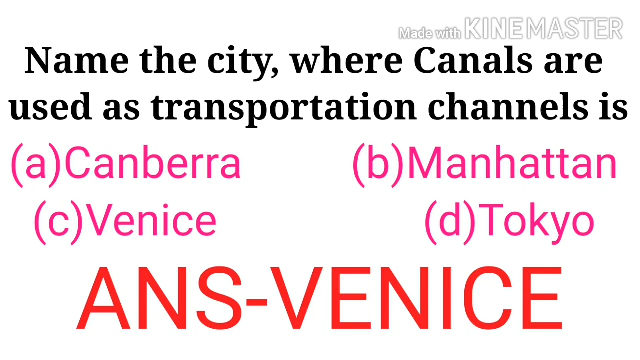 Made with KINEMASTER
Name the city, where Canals are
used as transportation channels is
(a)Canberra (b)Manhattan
(c)Venice (d)Tokyo
ANS-VENICE